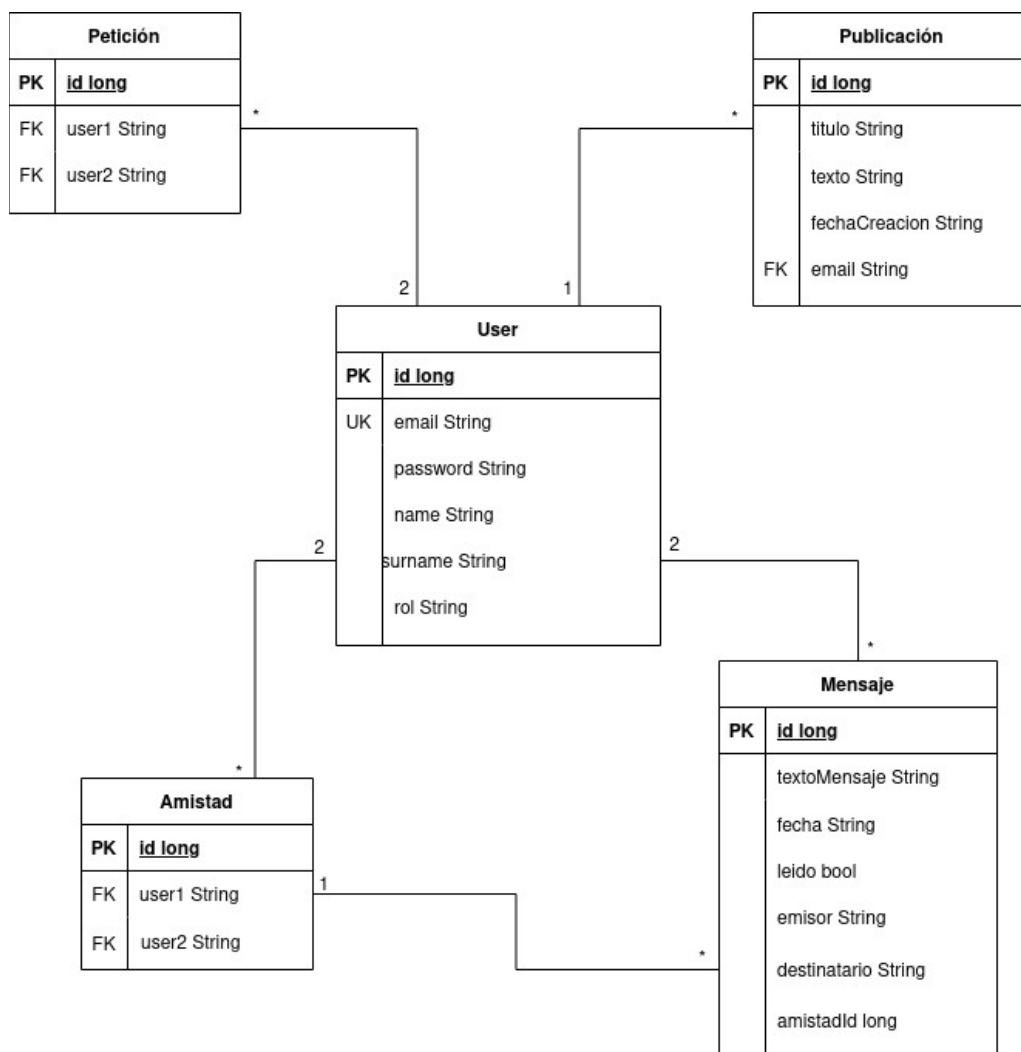 Petición
PK id long
FK user1 String
FK user2 String
*
2
Publicación
PK id long
titulo String
texto String
fechaCreacion String
FK email String
*
1
User
PK id long
UK email String
password String
name String
surname String
rol String
2
2
*
*
Amistad
PK id long
FK user1 String
FK user2 String
1
*
Mensaje
PK id long
textoMensaje String
fecha String
leido bool
emisor String
destinatario String
amistadId long